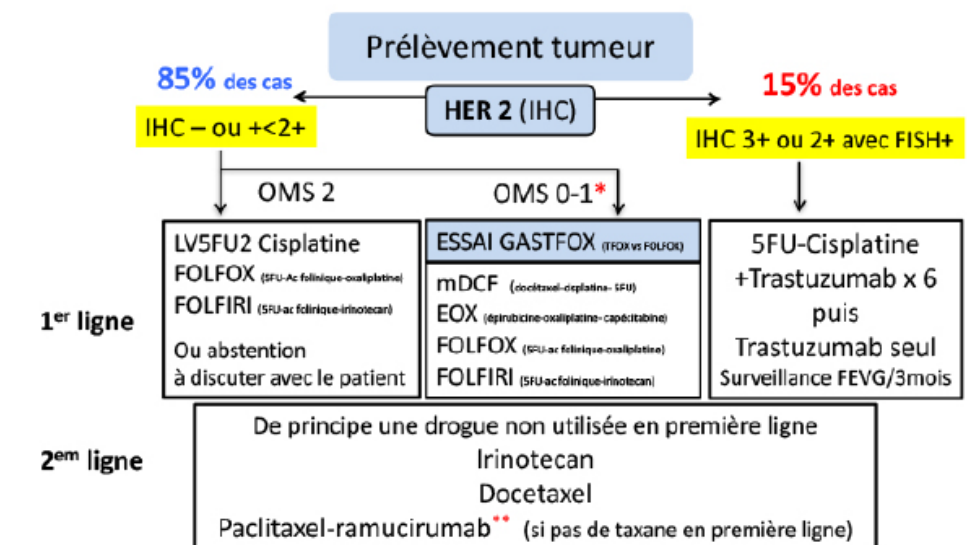 Prélèvement tumeur
85% des cas
15% des cas
HER 2 (IHC)
IHC – ou +<2+
IHC 3+ ou 2+ avec FISH+
OMS 2
OMS 0-1*
1er ligne
LV5FU2 Cisplatine
FOLFOX (5FU-Ac folinique-oxaliplatine)
FOLFIRI (5FU-ac folinique-irinotecan)
Ou abstention
à discuter avec le patient
ESSAI GASTFOX (TFOX vs FOLFOX)
mDCF (docétaxel-cisplatine- 5FU)
EOX (épirubicine-oxaliplatine- capécitabine)
FOLFOX (5FU-ac folinique-oxaliplatine)
FOLFIRI (5FU-ac folinique-irinotecan)
5FU-Cisplatine
+Trastuzumab x 6
puis
Trastuzumab seul
Surveillance FEVG/3mois
2em ligne
De principe une drogue non utilisée en première ligne
Irinotecan
Docetaxel
Paclitaxel-ramucirumab** (si pas de taxane en première ligne)